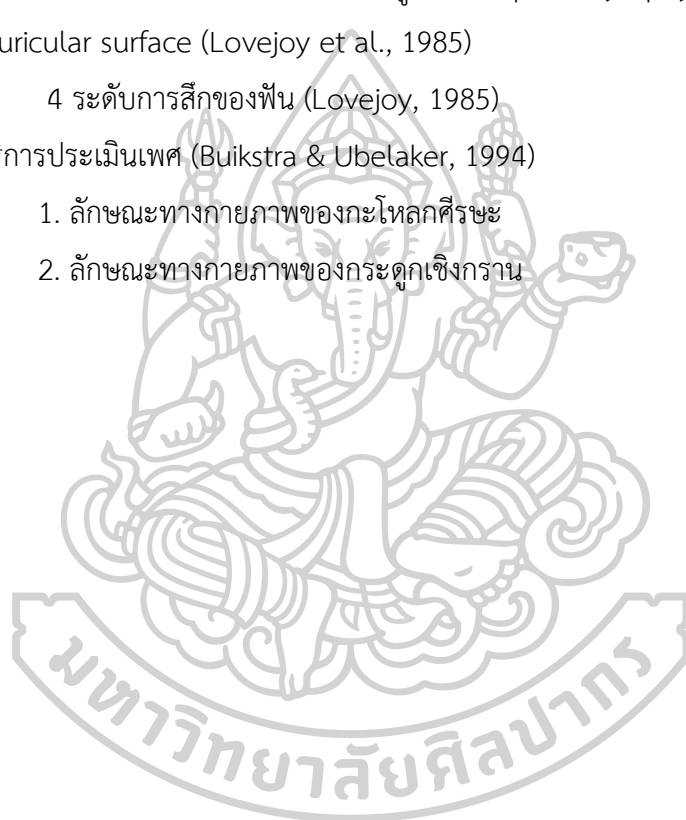 auricular surface (Lovejoy et al., 1985)
4 ระดับการสึกของฟัน (Lovejoy, 1985)
การประเมินเพศ (Buikstra & Ubelaker, 1994)
1. ลักษณะทางกายภาพของกะโหลกศีรษะ
2. ลักษณะทางกายภาพของกระดูกเชิงกราน
มหาวิทยาลัยศิลปากร